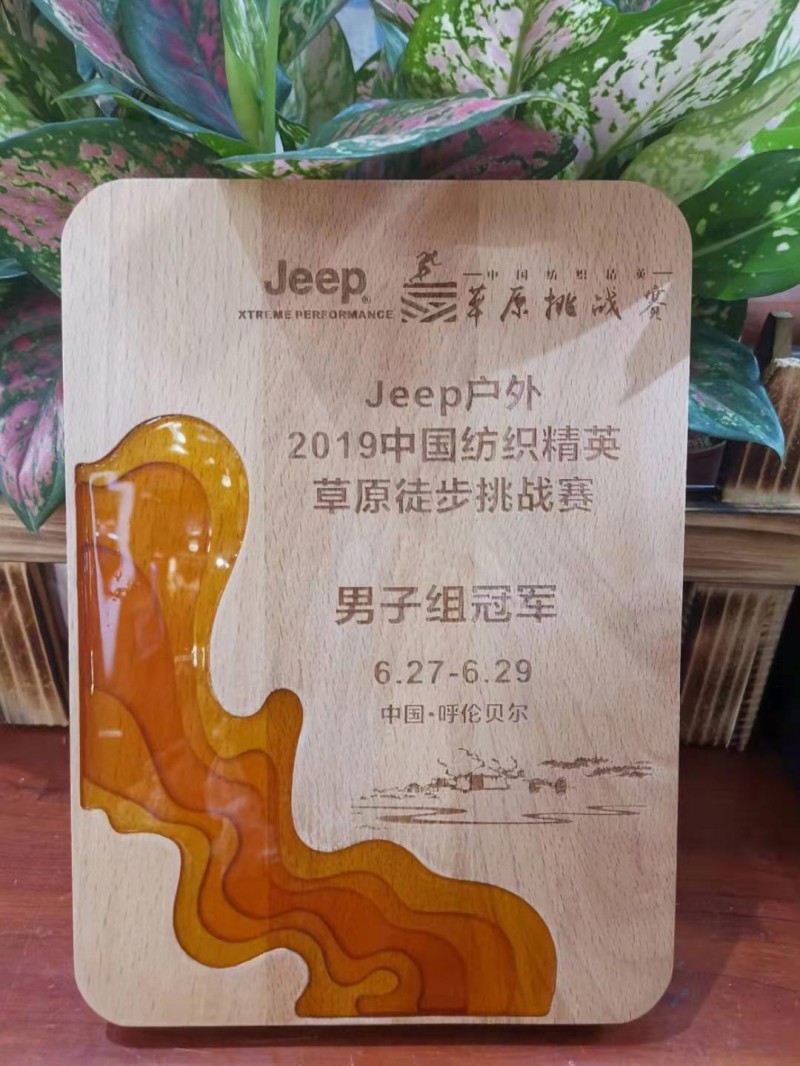 Jeep®
XTREME PERFORMANCE
中国纺织精英
草原挑战赛
Jeep户外
2019中国纺织精英
草原徒步挑战赛
男子组冠军
6.27-6.29
中国·呼伦贝尔